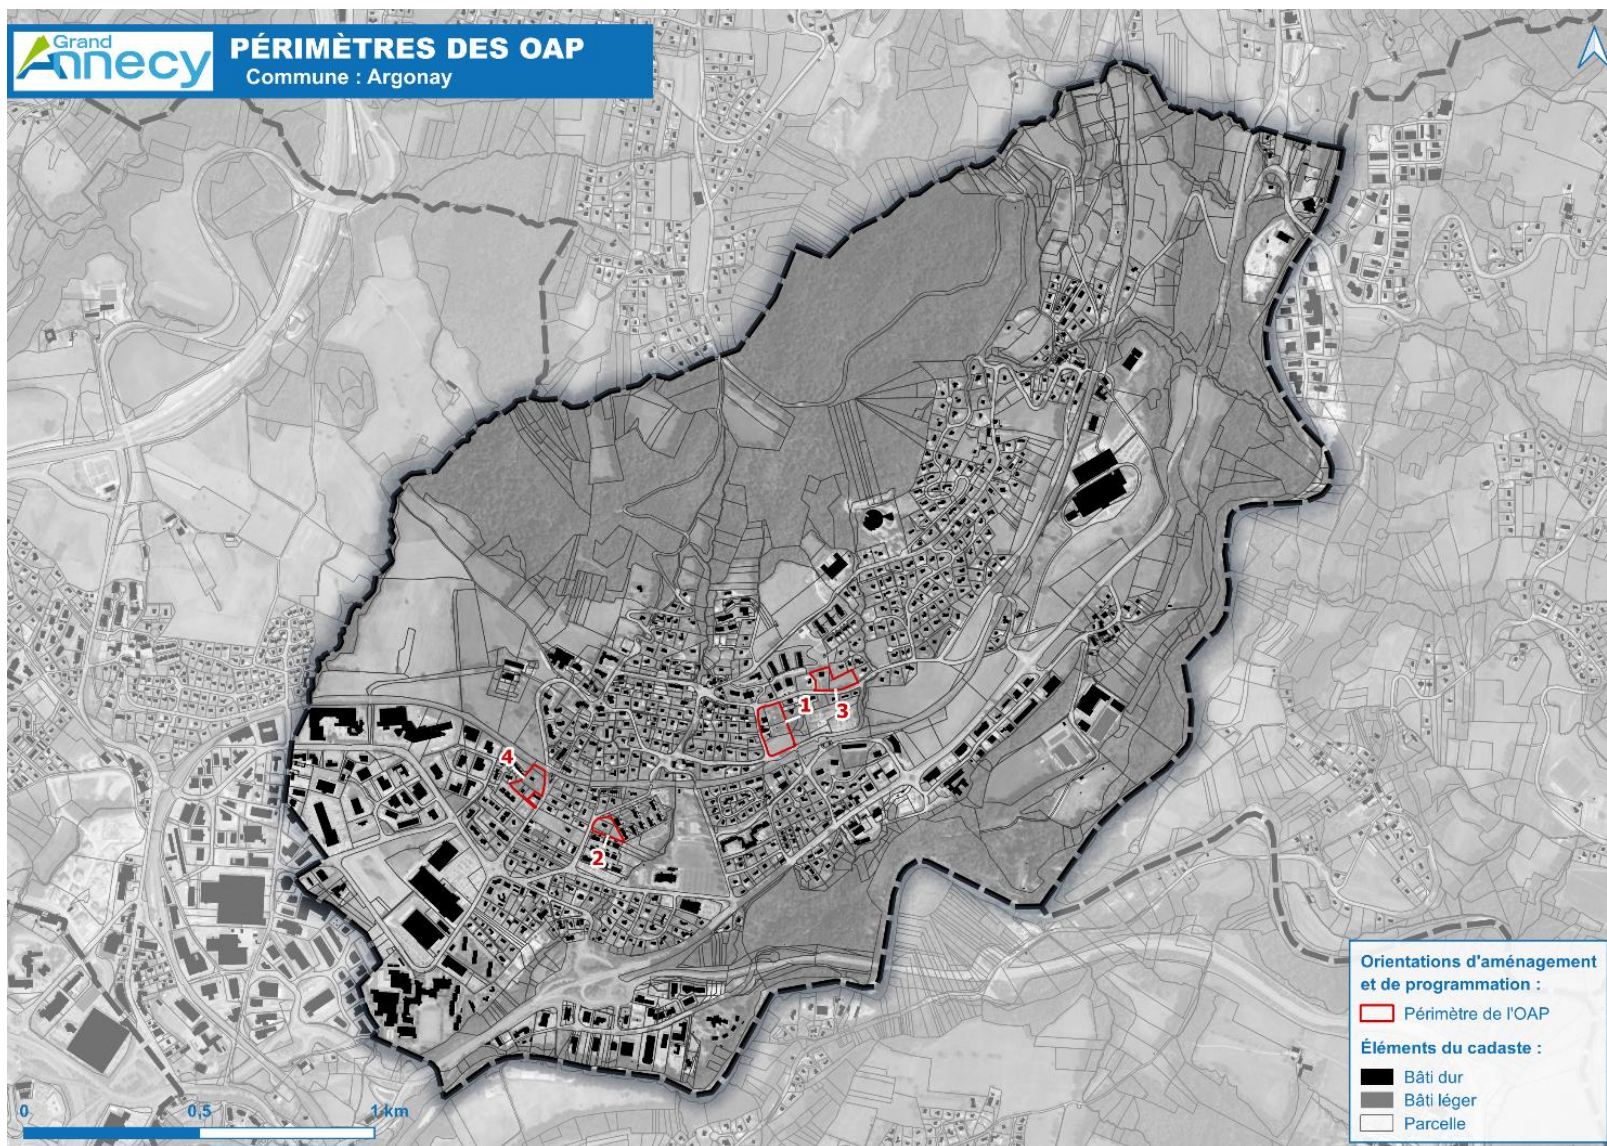 Grand
Annecy
PÉRIMÈTRES DES OAP
Commune : Argonay
1
3
4
2
Orientations d'aménagement
et de programmation :
Périmètre de l'OAP
Éléments du cadaste :
Bâti dur
Bâti léger
Parcelle
0 0,5 1 km